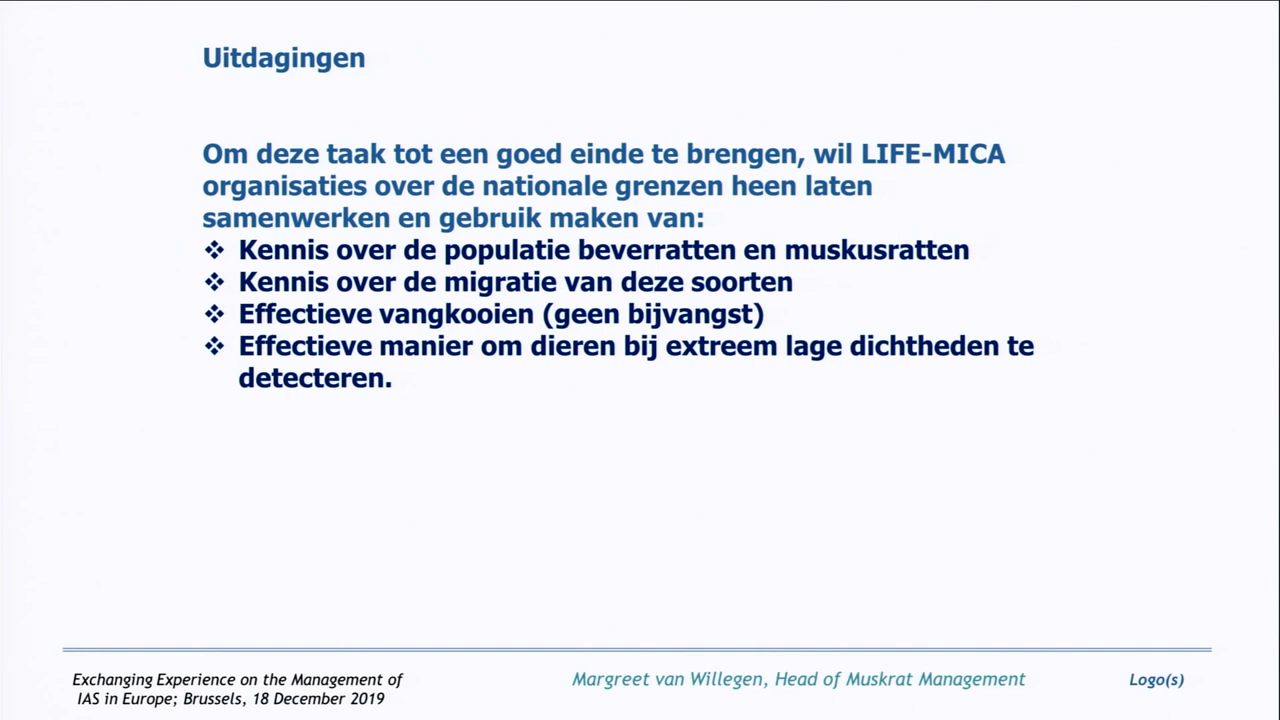 Uitdagingen
Om deze taak tot een goed einde te brengen, wil LIFE-MICA
organisaties over de nationale grenzen heen laten
samenwerken en gebruik maken van:
❖ Kennis over de populatie beverratten en muskusratten
❖ Kennis over de migratie van deze soorten
❖ Effectieve vangkooien (geen bijvangst)
❖ Effectieve manier om dieren bij extreem lage dichtheden te
detecteren.
Exchanging Experience on the Management of
IAS in Europe; Brussels, 18 December 2019
Margreet van Willegen, Head of Muskrat Management
Logo(s)